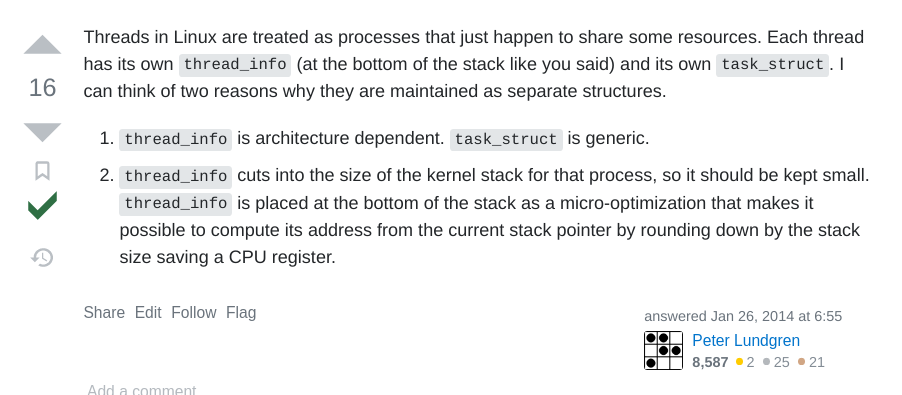 Threads in Linux are treated as processes that just happen to share some resources. Each thread
has its own thread_info (at the bottom of the stack like you said) and its own task_struct. I
can think of two reasons why they are maintained as separate structures.
16
1. thread_info is architecture dependent. task_struct is generic.
2. thread_info cuts into the size of the kernel stack for that process, so it should be kept small.
thread_info is placed at the bottom of the stack as a micro-optimization that makes it
possible to compute its address from the current stack pointer by rounding down by the stack
size saving a CPU register.
Share Edit Follow Flag
answered Jan 26, 2014 at 6:55
Peter Lundgren
8,587 2 25 21
Add a comment